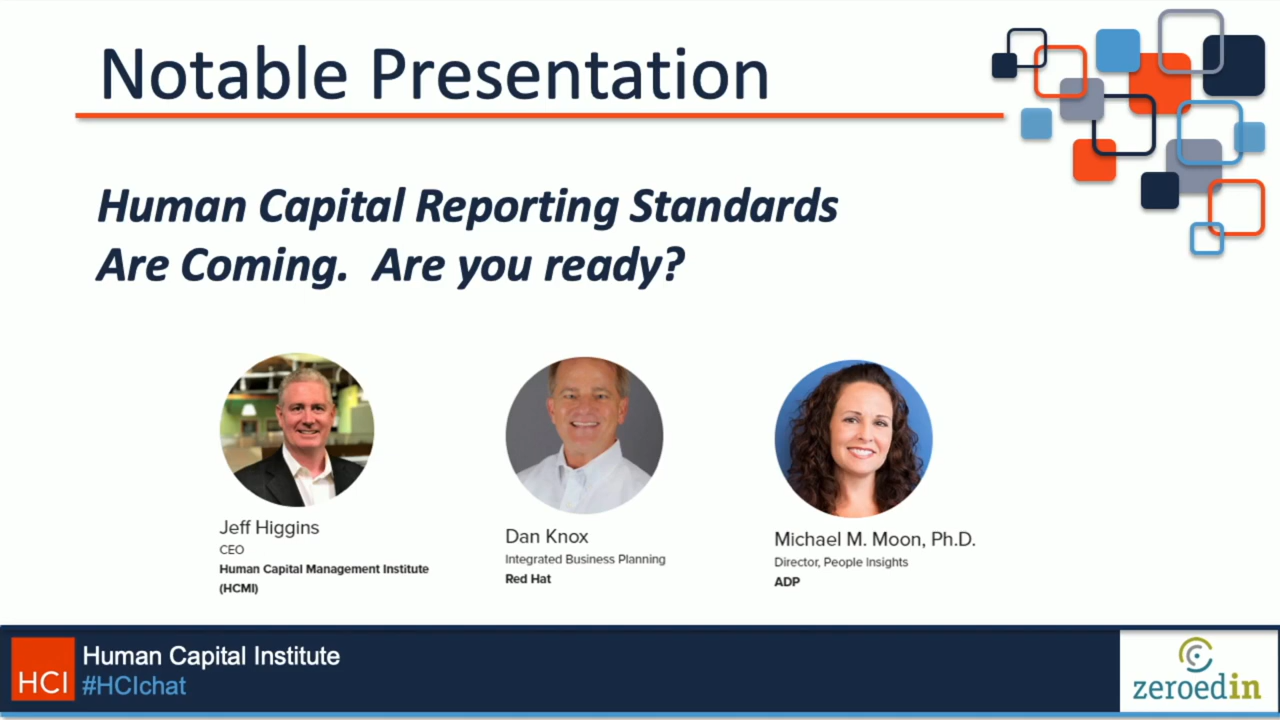 Notable Presentation
Human Capital Reporting Standards
Are Coming. Are you ready?
Jeff Higgins
CEO
Human Capital Management Institute
(HCMI)
Dan Knox
Integrated Business Planning
Red Hat
Michael M. Moon, Ph.D.
Director, People Insights
ADP
HCI
Human Capital Institute
#HCIchat
zeroedin